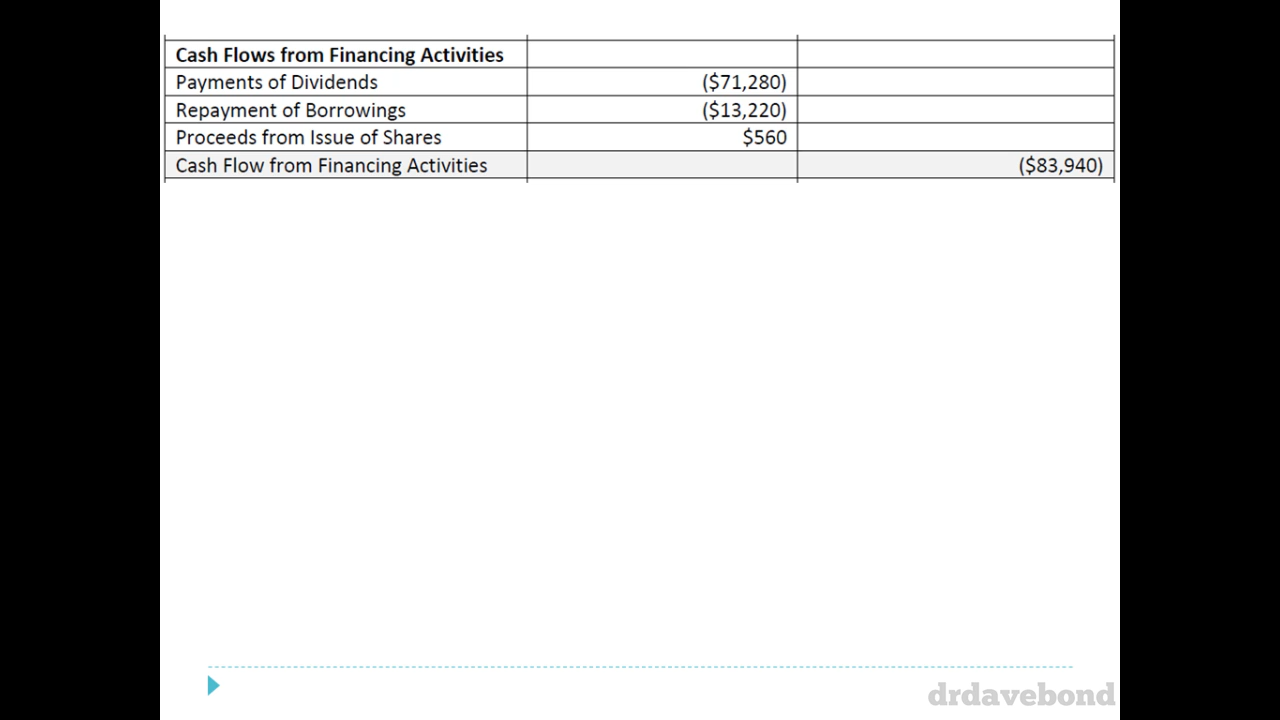 Cash Flows from Financing Activities
Payments of Dividends ($71,280)
Repayment of Borrowings ($13,220)
Proceeds from Issue of Shares $560
Cash Flow from Financing Activities ($83,940)
drdavebond